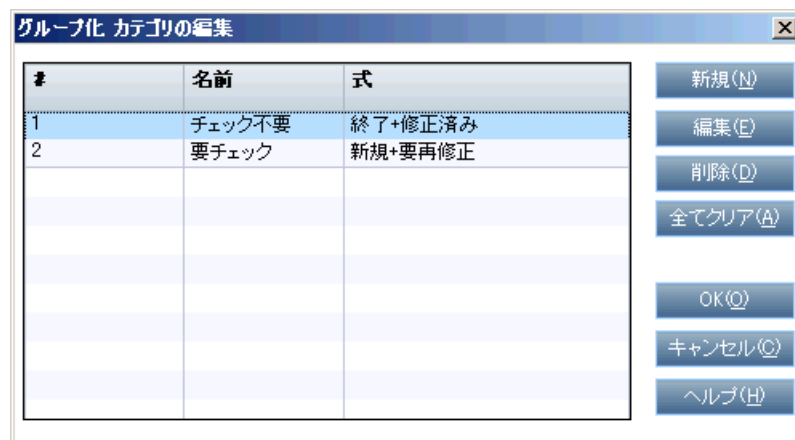 グループ化 カテゴリの編集
# 名前 式
1 チェック不要 終了+修正済み
2 要チェック 新規+要再修正
新規(N)
編集(E)
削除(D)
全てクリア(A)
OK(O)
キャンセル(C)
ヘルプ(H)